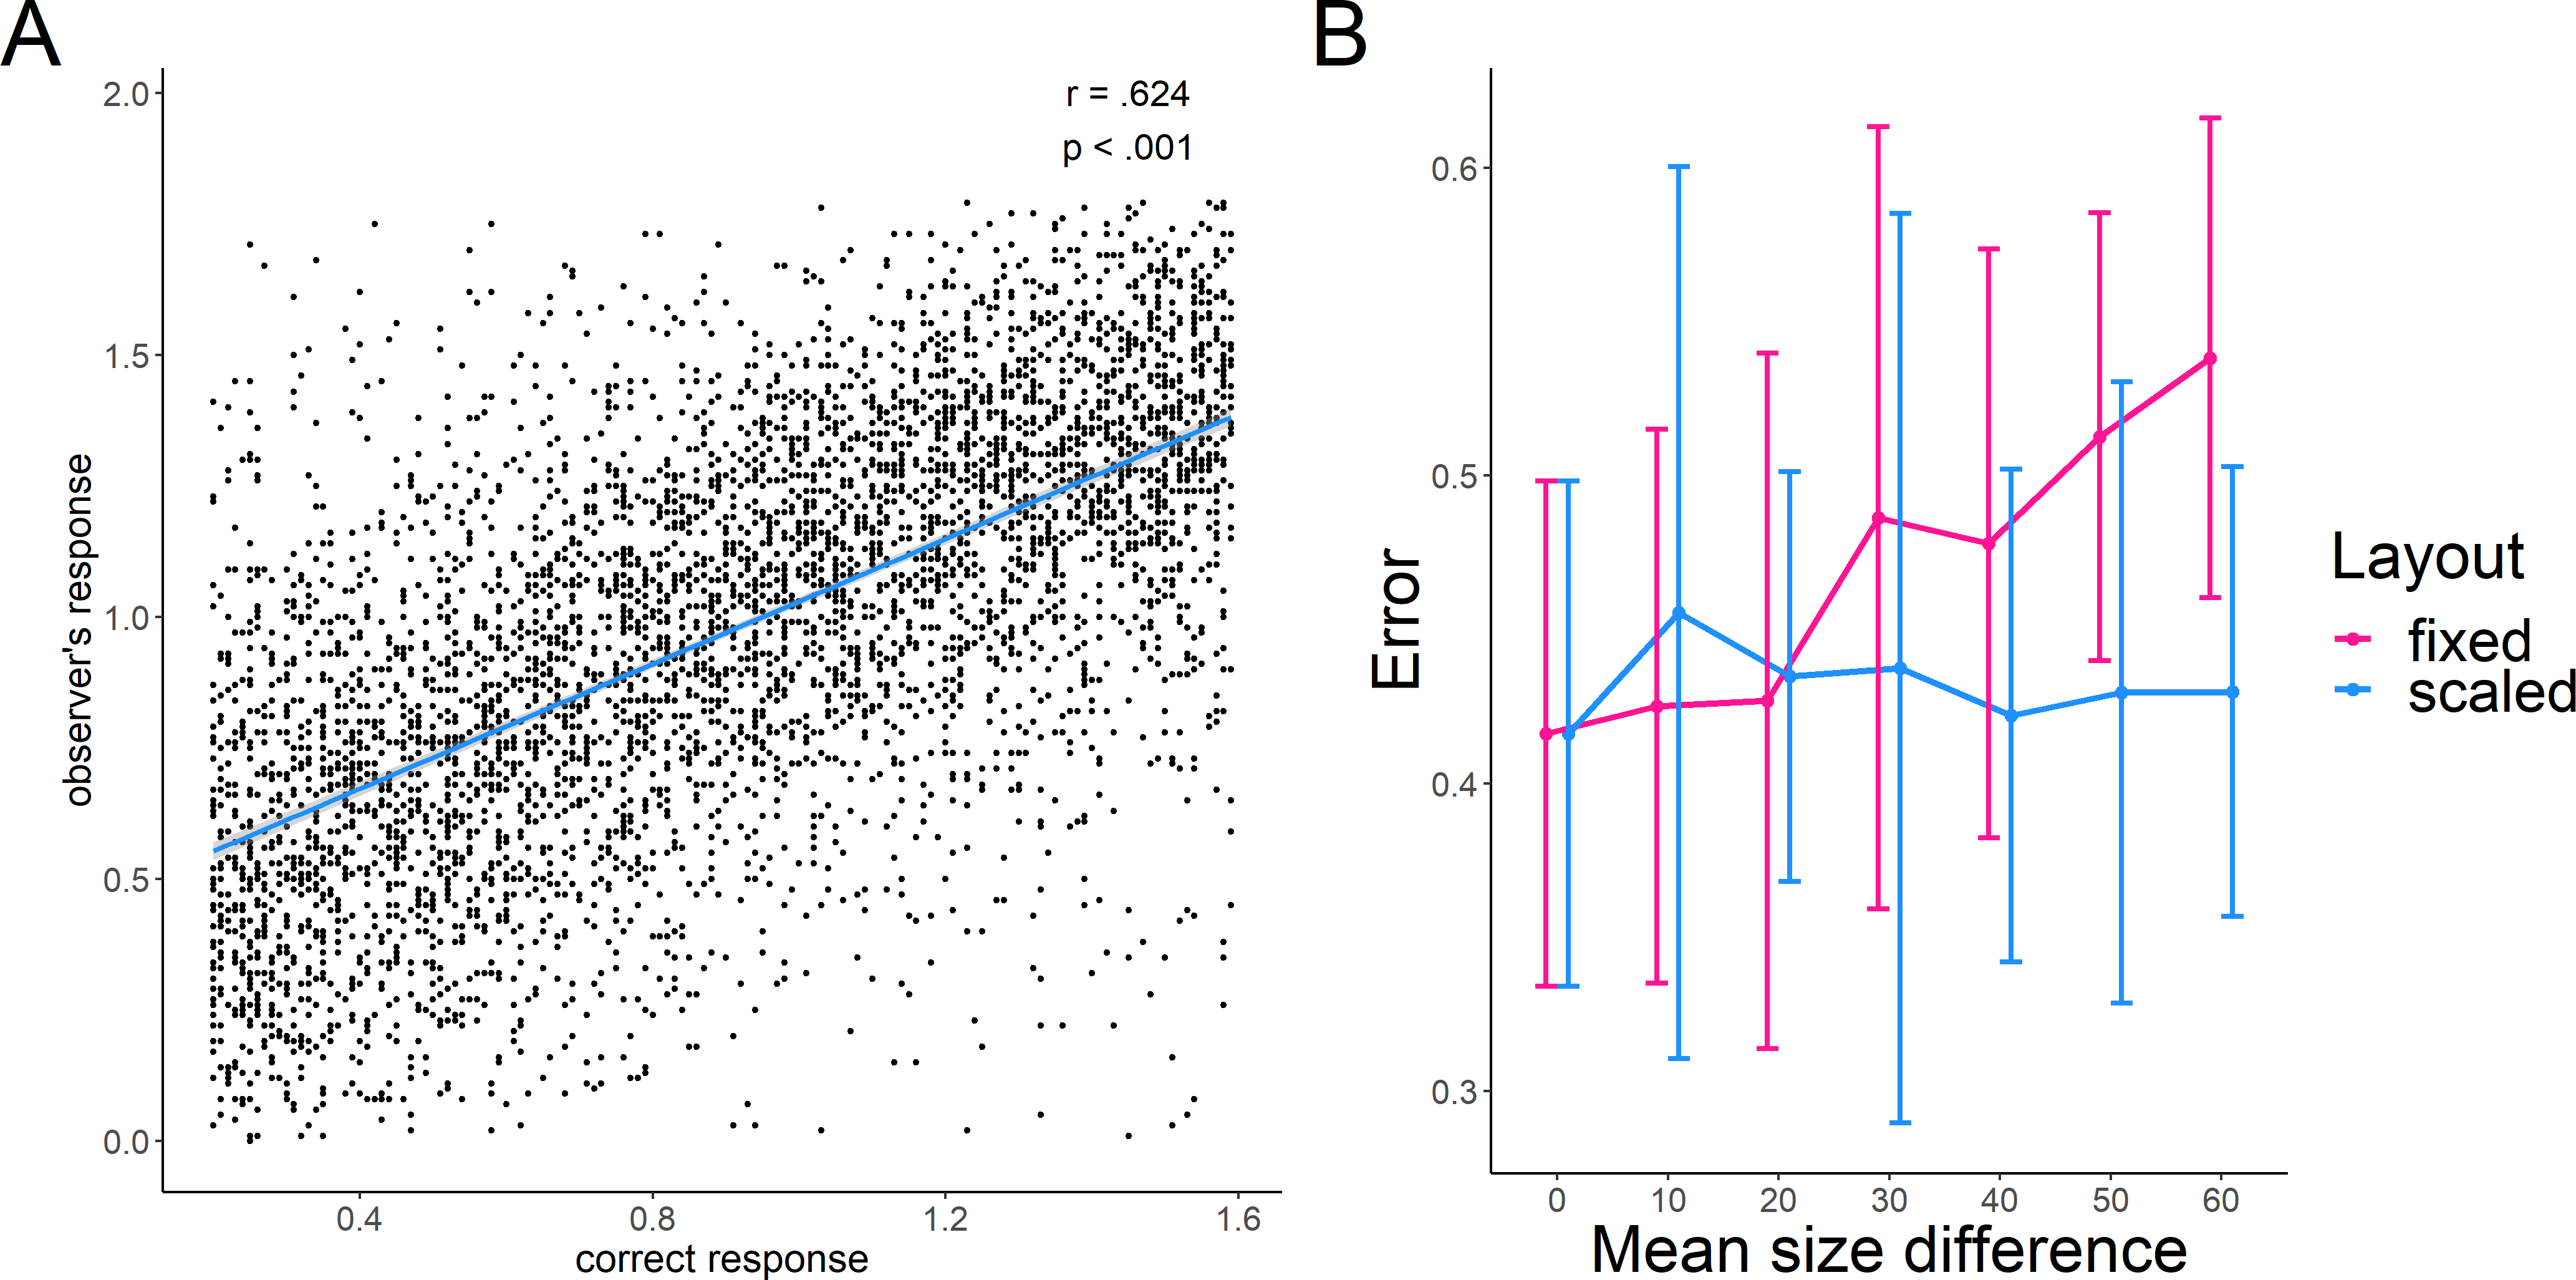 A
2.0
1.5
1.0
0.5
0.0
observer's response
r = .624
p < .001
0.4 0.8 1.2 1.6
correct response
B
0.6
0.5
0.4
0.3
Error
0 10 20 30 40 50 60
Mean size difference
Layout
fixed
scaled